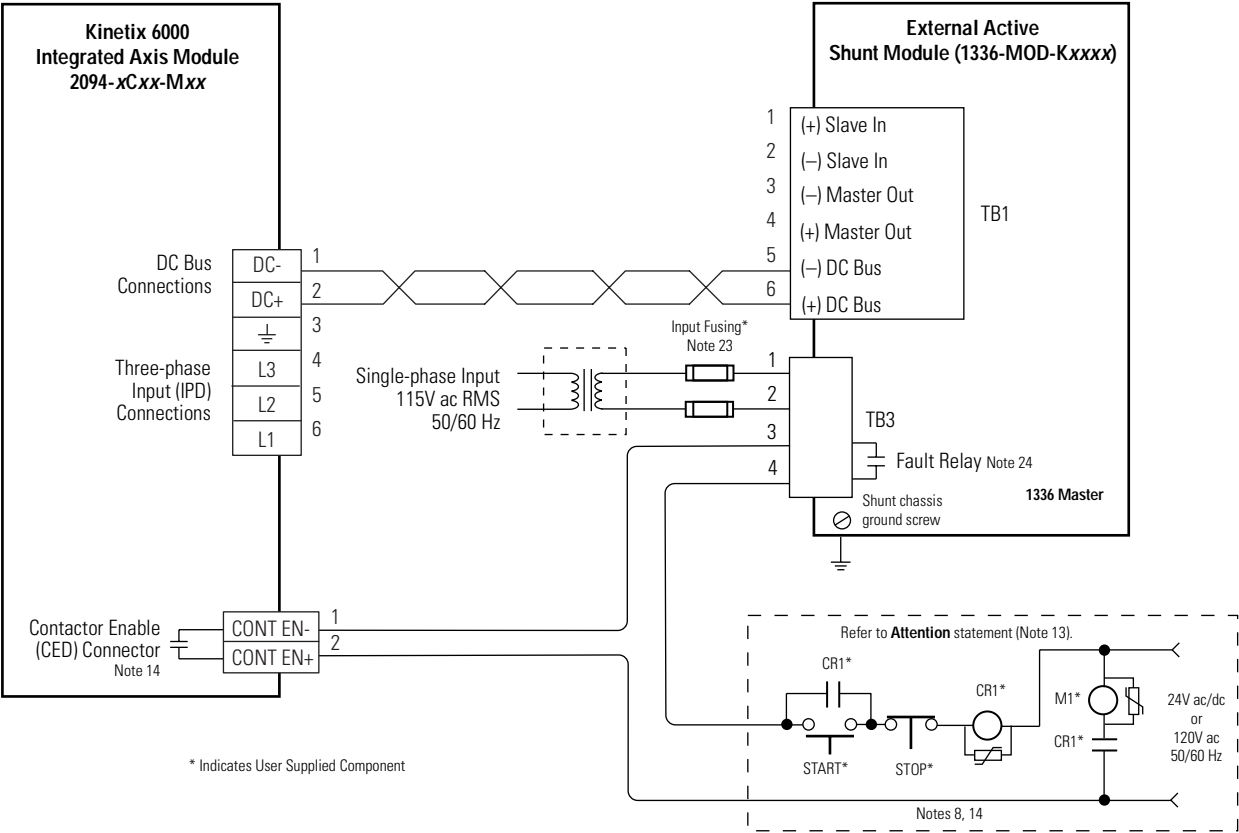 Kinetix 6000
Integrated Axis Module
2094-xCxx-Mxx
External Active
Shunt Module (1336-MOD-Kxxxx)
1
(+) Slave In
2
(–) Slave In
3
(–) Master Out
4
(+) Master Out
5
(–) DC Bus
6
(+) DC Bus
TB1
DC Bus
Connections
DC-
1
DC+
2
3
Three-phase
Input (IPD)
Connections
L3
4
L2
5
L1
6
Input Fusing*
Note 23
Single-phase Input
115V ac RMS
50/60 Hz
1
2
3
4
TB3
Fault Relay Note 24
1336 Master
Shunt chassis
ground screw
Contactor Enable
(CED) Connector
Note 14
CONT EN-
1
CONT EN+
2
Refer to Attention statement (Note 13).
CR1*
CR1*
M1*
CR1*
START*
STOP*
24V ac/dc
or
120V ac
50/60 Hz
Notes 8, 14
* Indicates User Supplied Component